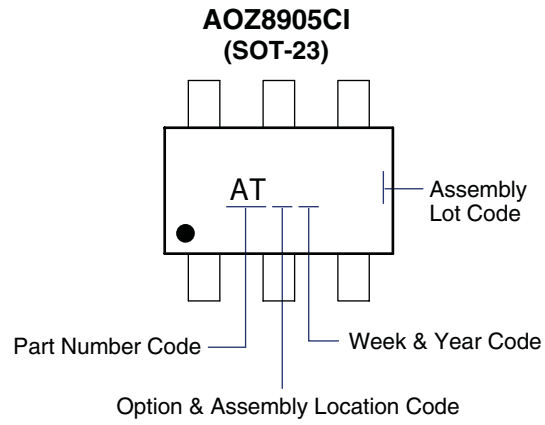 AOZ8905CI
(SOT-23)
AT
Assembly
Lot Code
Part Number Code
Week & Year Code
Option & Assembly Location Code